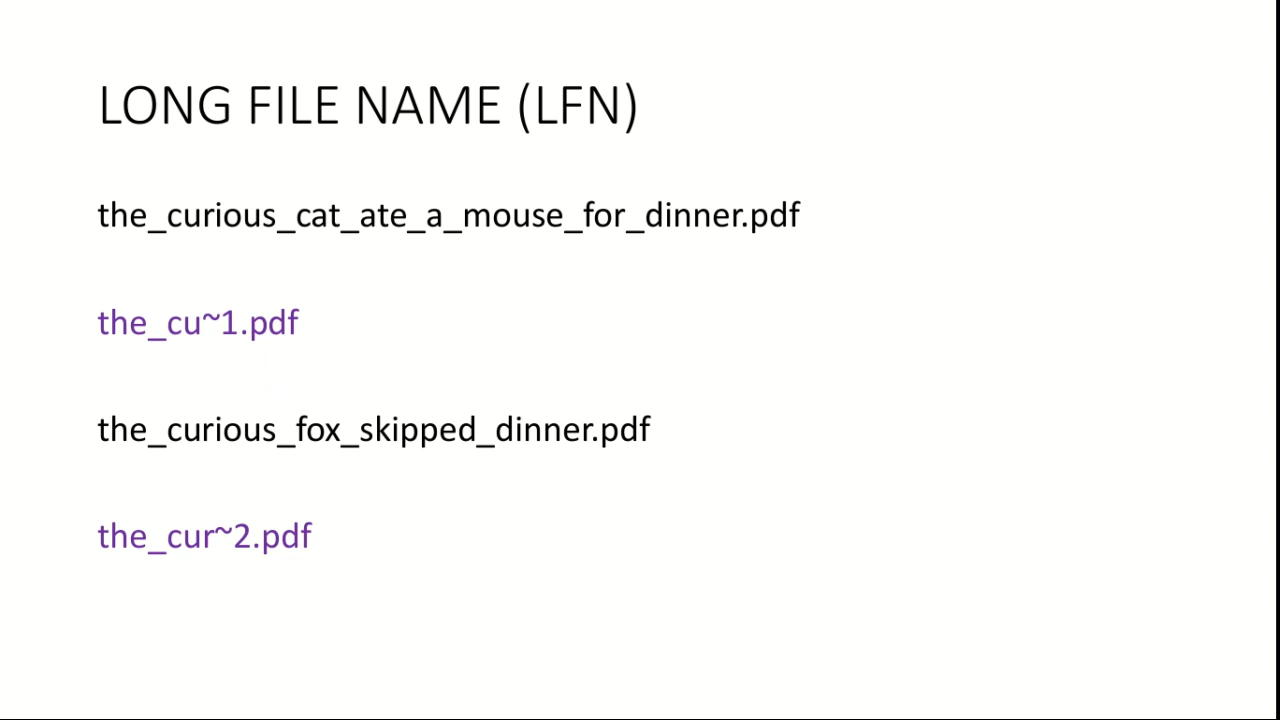 LONG FILE NAME (LFN)
the_curious_cat_ate_a_mouse_for_dinner.pdf
the_cu~1.pdf
the_curious_fox_skipped_dinner.pdf
the_cur~2.pdf